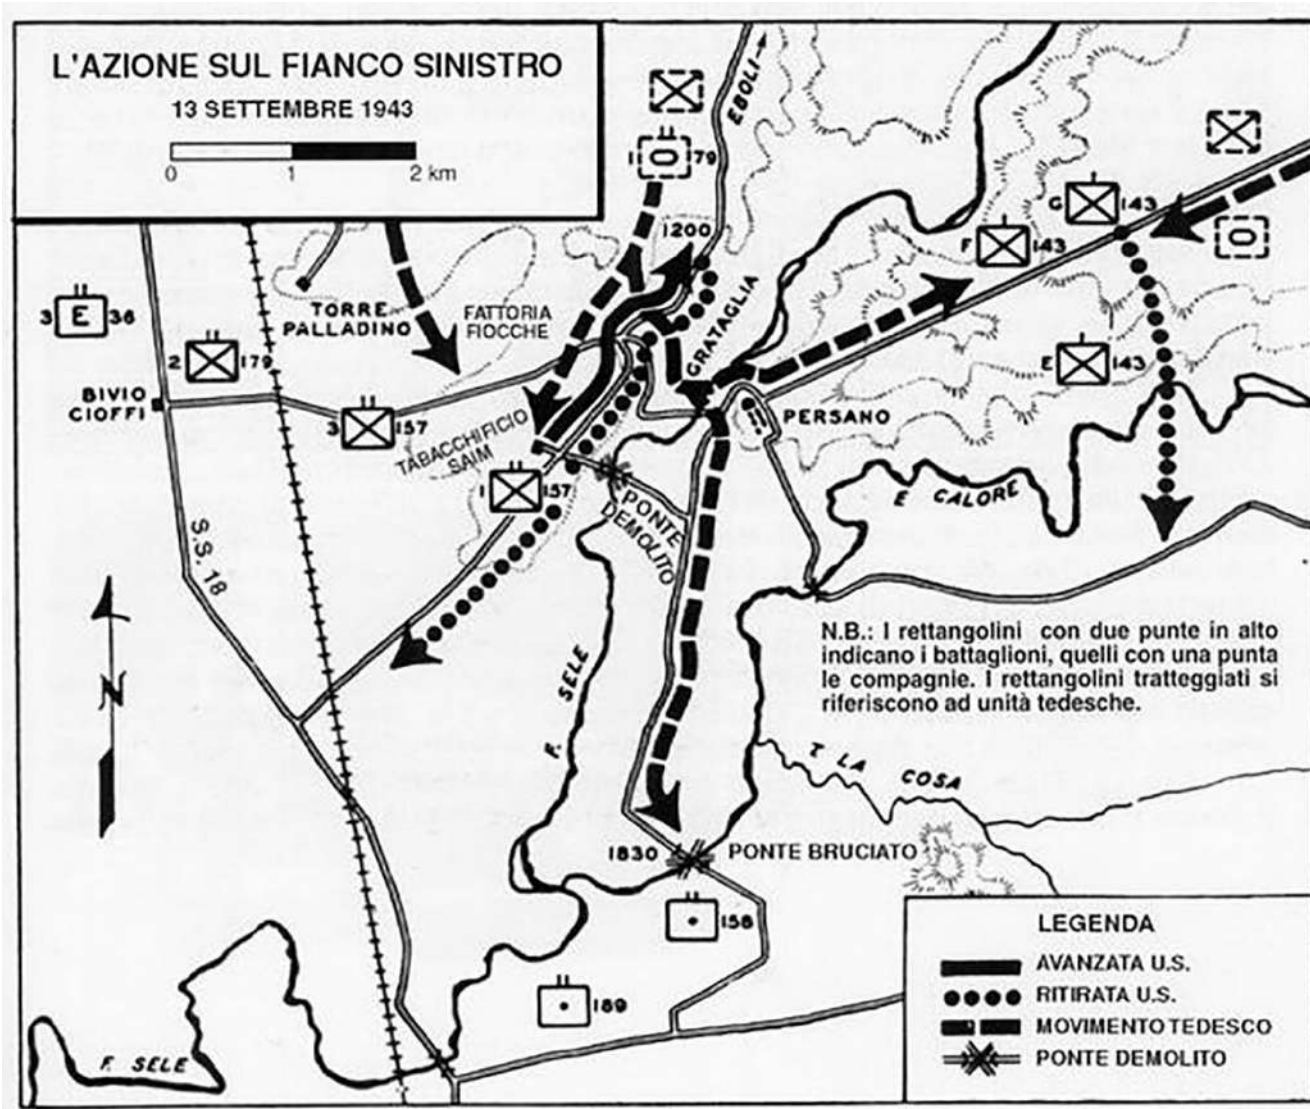 L'AZIONE SUL FIANCO SINISTRO
13 SETTEMBRE 1943
0 1 2 km
EBOLI
1 79
1200
G 143
F 143
E 143
3 E 36
2 179
TORRE
PALLADINO
FATTORIA
FIOCCHE
GRATAGLIA
BIVIO
CIOFFI
3 157
TABACCHIFICIO
SAIM
PERSANO
1 157
PONTE
DEMOLITO
F. CALORE
S.S. 18
N
F. SELE
N.B.: I rettangolini con due punte in alto
indicano i battaglioni, quelli con una punta
le compagnie. I rettangolini tratteggiati si
riferiscono ad unità tedesche.
T. LA COSA
1830
PONTE BRUCIATO
158
189
F. SELE
LEGENDA
AVANZATA U.S.
RITIRATA U.S.
MOVIMENTO TEDESCO
PONTE DEMOLITO